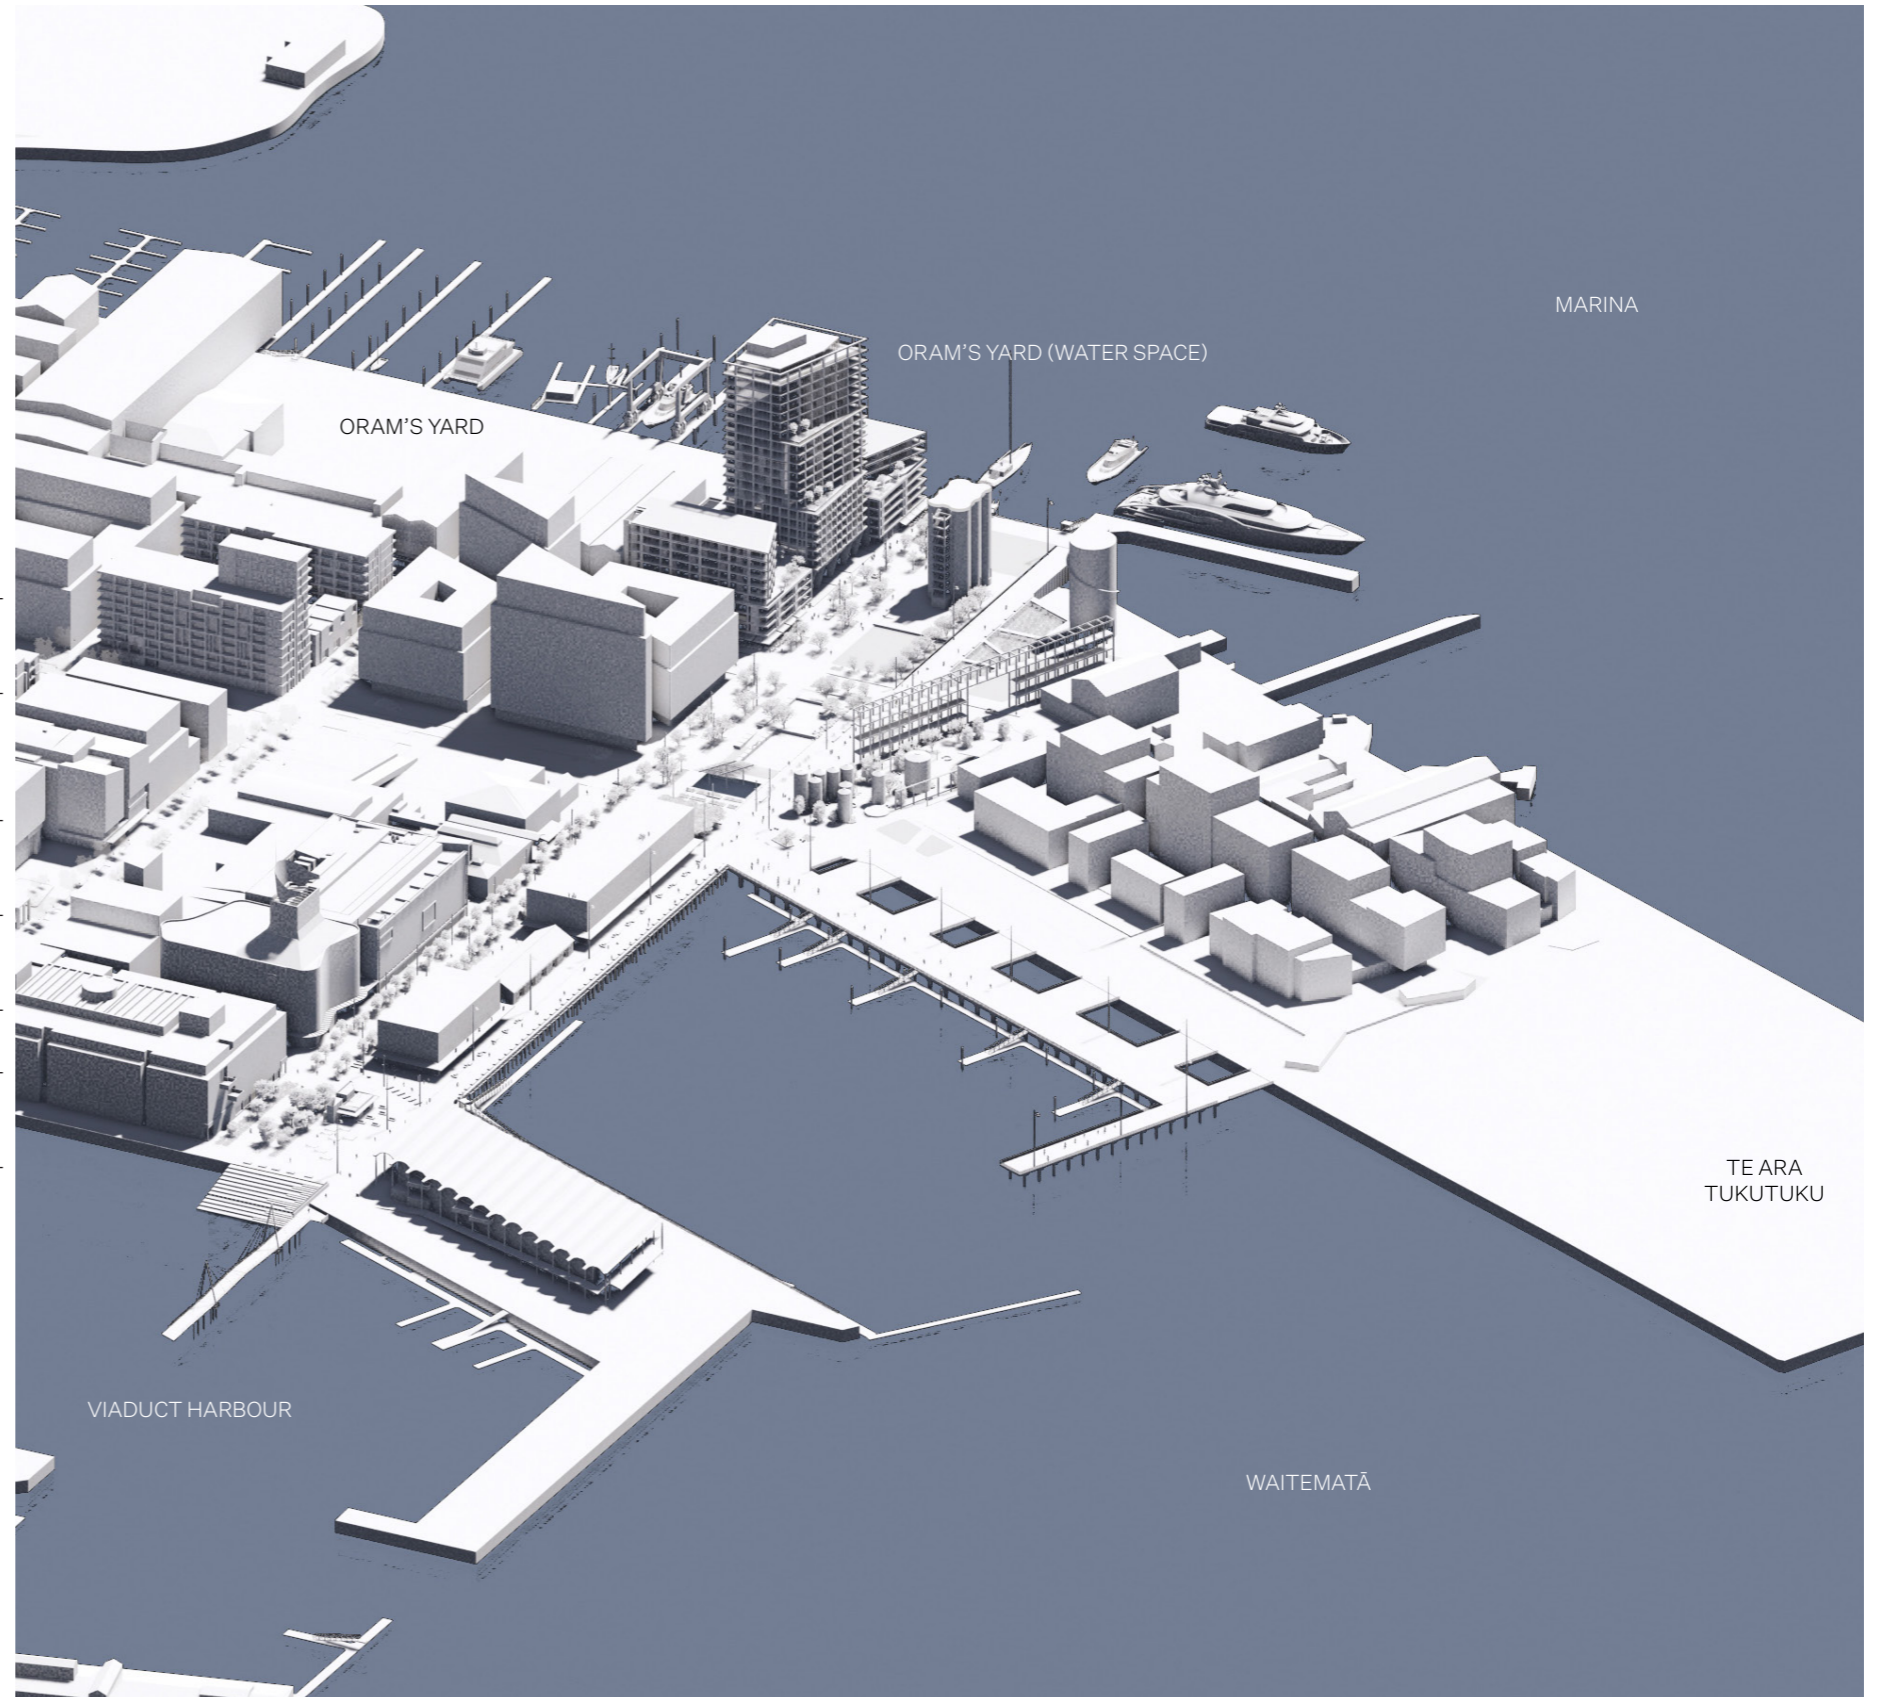 MARINA
ORAM'S YARD (WATER SPACE)
ORAM'S YARD
TE ARA
TUKUTUKU
VIADUCT HARBOUR
WAITEMATĀ